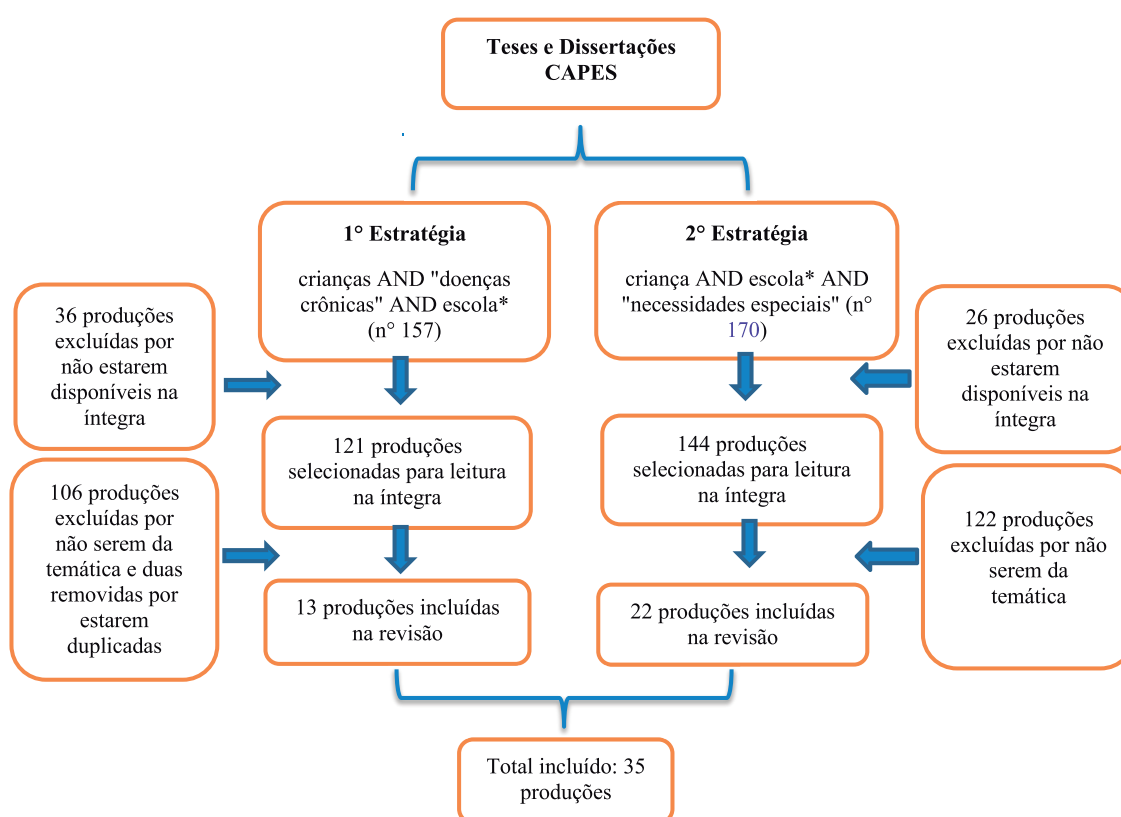 Teses e Dissertações
CAPES
1° Estratégia
crianças AND "doenças
crônicas" AND escola*
(n° 157)
2° Estratégia
criança AND escola* AND
"necessidades especiais" (n°
170)
36 produções
excluídas por
não estarem
disponíveis na
íntegra
26 produções
excluídas por não
estarem
disponíveis na
íntegra
121 produções
selecionadas para leitura
na íntegra
144 produções
selecionadas para leitura
na íntegra
106 produções
excluídas por
não serem da
temática e duas
removidas por
estarem
duplicadas
122 produções
excluídas por não
serem da
temática
13 produções incluídas
na revisão
22 produções incluídas
na revisão
Total incluído: 35
produções